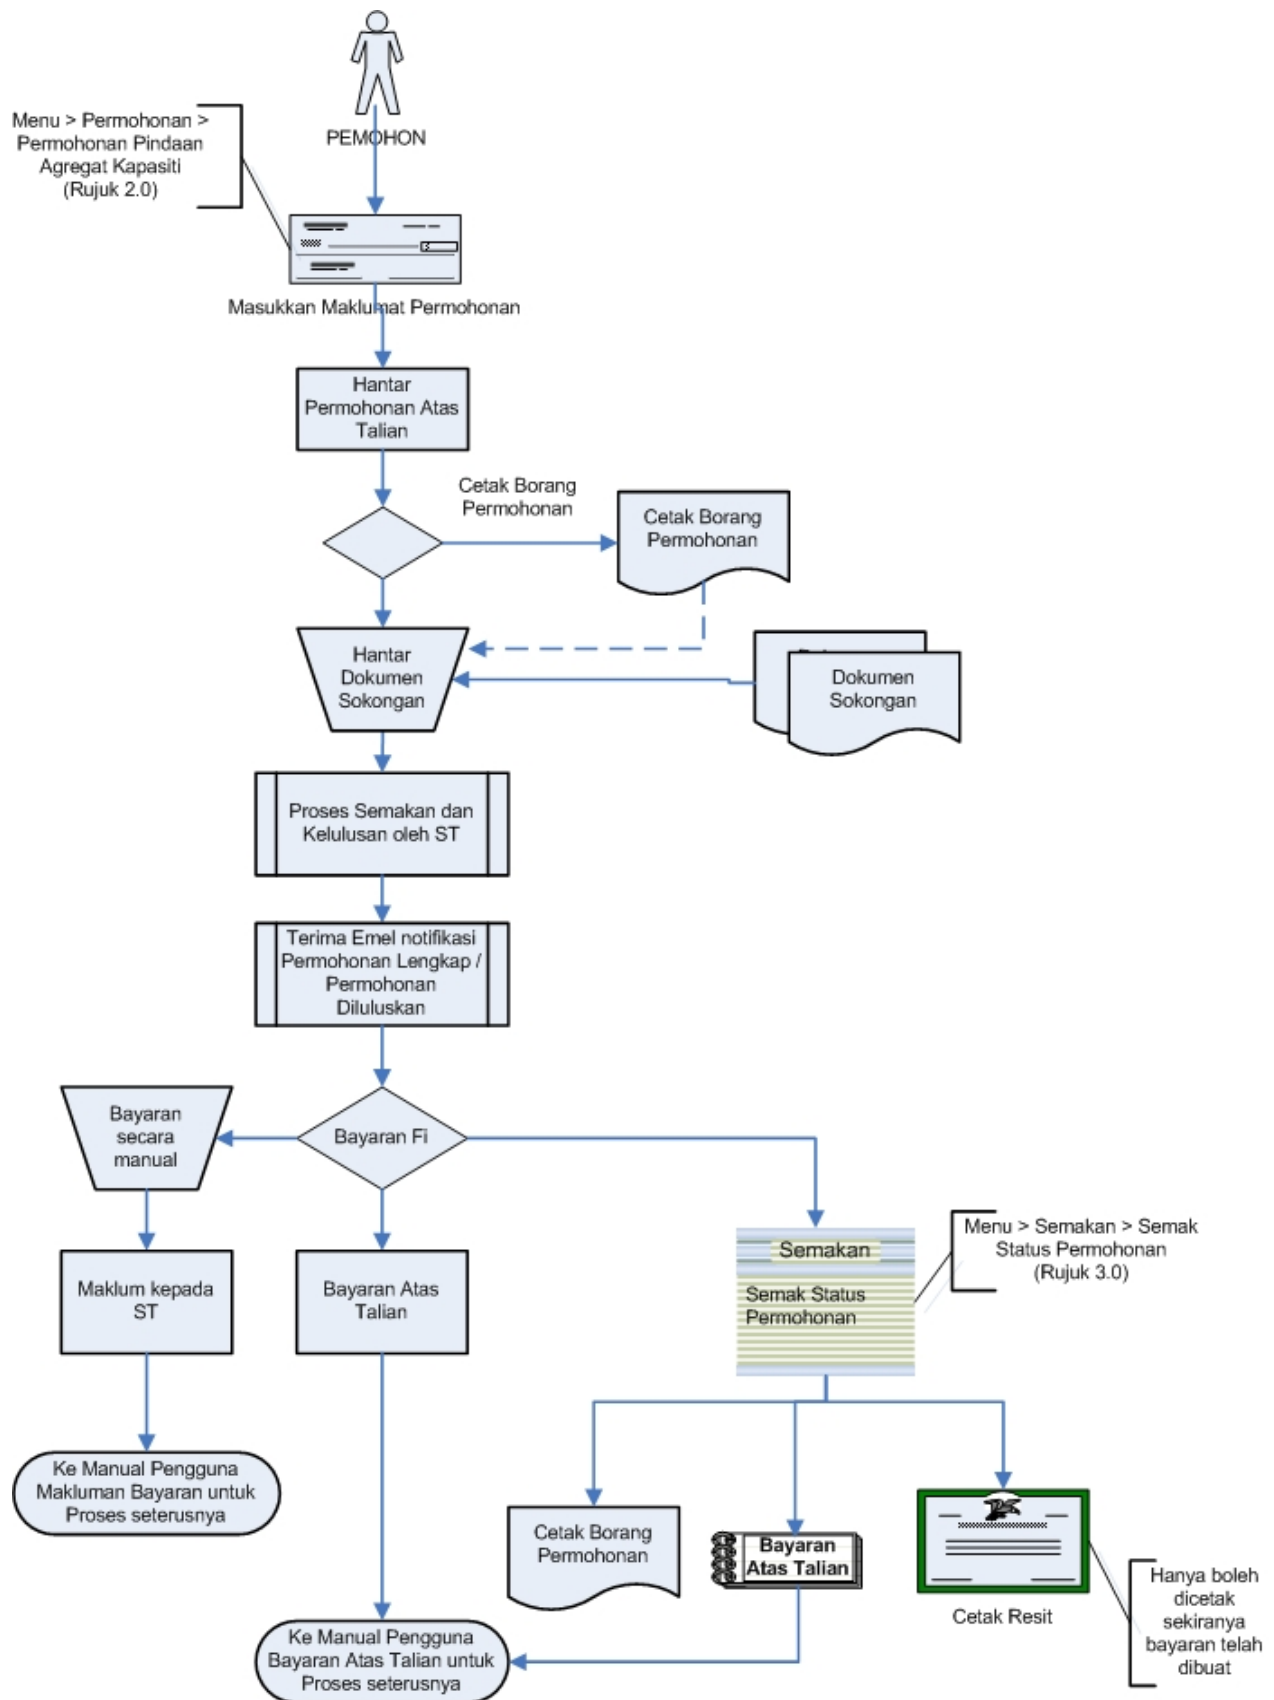 PEMOHON
Menu > Permohonan >
Permohonan Pindaan
Agregat Kapasiti
(Rujuk 2.0)
Masukkan Maklumat Permohonan
Hantar
Permohonan Atas
Talian
Cetak Borang
Permohonan
Cetak Borang
Permohonan
Hantar
Dokumen
Sokongan
Dokumen
Sokongan
Proses Semakan dan
Kelulusan oleh ST
Terima Emel notifikasi
Permohonan Lengkap /
Permohonan
Diluluskan
Bayaran
secara
manual
Bayaran Fi
Maklum kepada
ST
Bayaran Atas
Talian
Semakan
Semak Status
Permohonan
Menu > Semakan > Semak
Status Permohonan
(Rujuk 3.0)
Ke Manual Pengguna
Makluman Bayaran untuk
Proses seterusnya
Cetak Borang
Permohonan
Bayaran
Atas Talian
Cetak Resit
Hanya boleh
dicetak
sekiranya
bayaran telah
dibuat
Ke Manual Pengguna
Bayaran Atas Talian untuk
Proses seterusnya